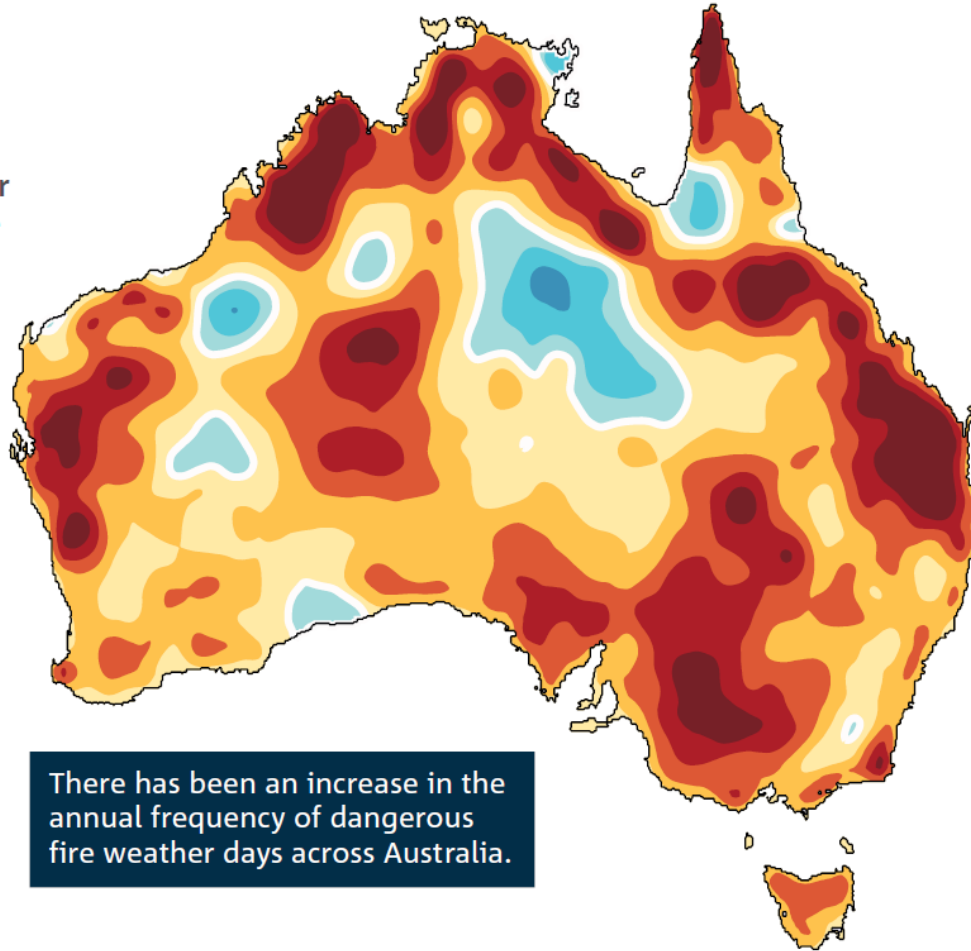 r
There has been an increase in the
annual frequency of dangerous
fire weather days across Australia.